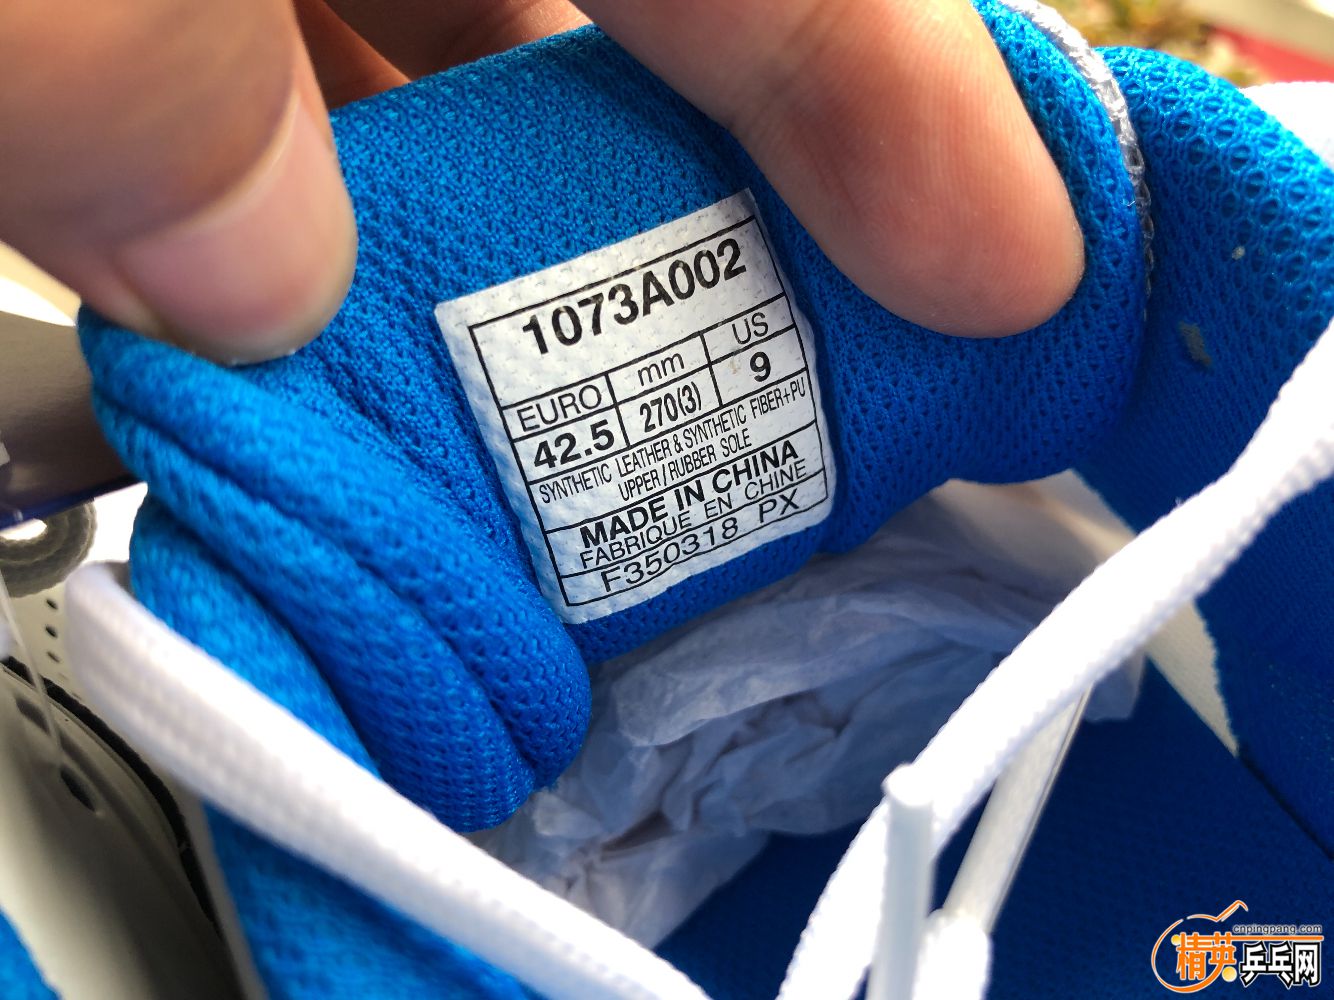 1073A002
EURO mm US
42.5 270(3) 9
SYNTHETIC LEATHER & SYNTHETIC FIBER+PU
UPPER / RUBBER SOLE
MADE IN CHINA
FABRIQUE EN CHINE
F350318 PX
cnpingpang.com
精英乒乓网